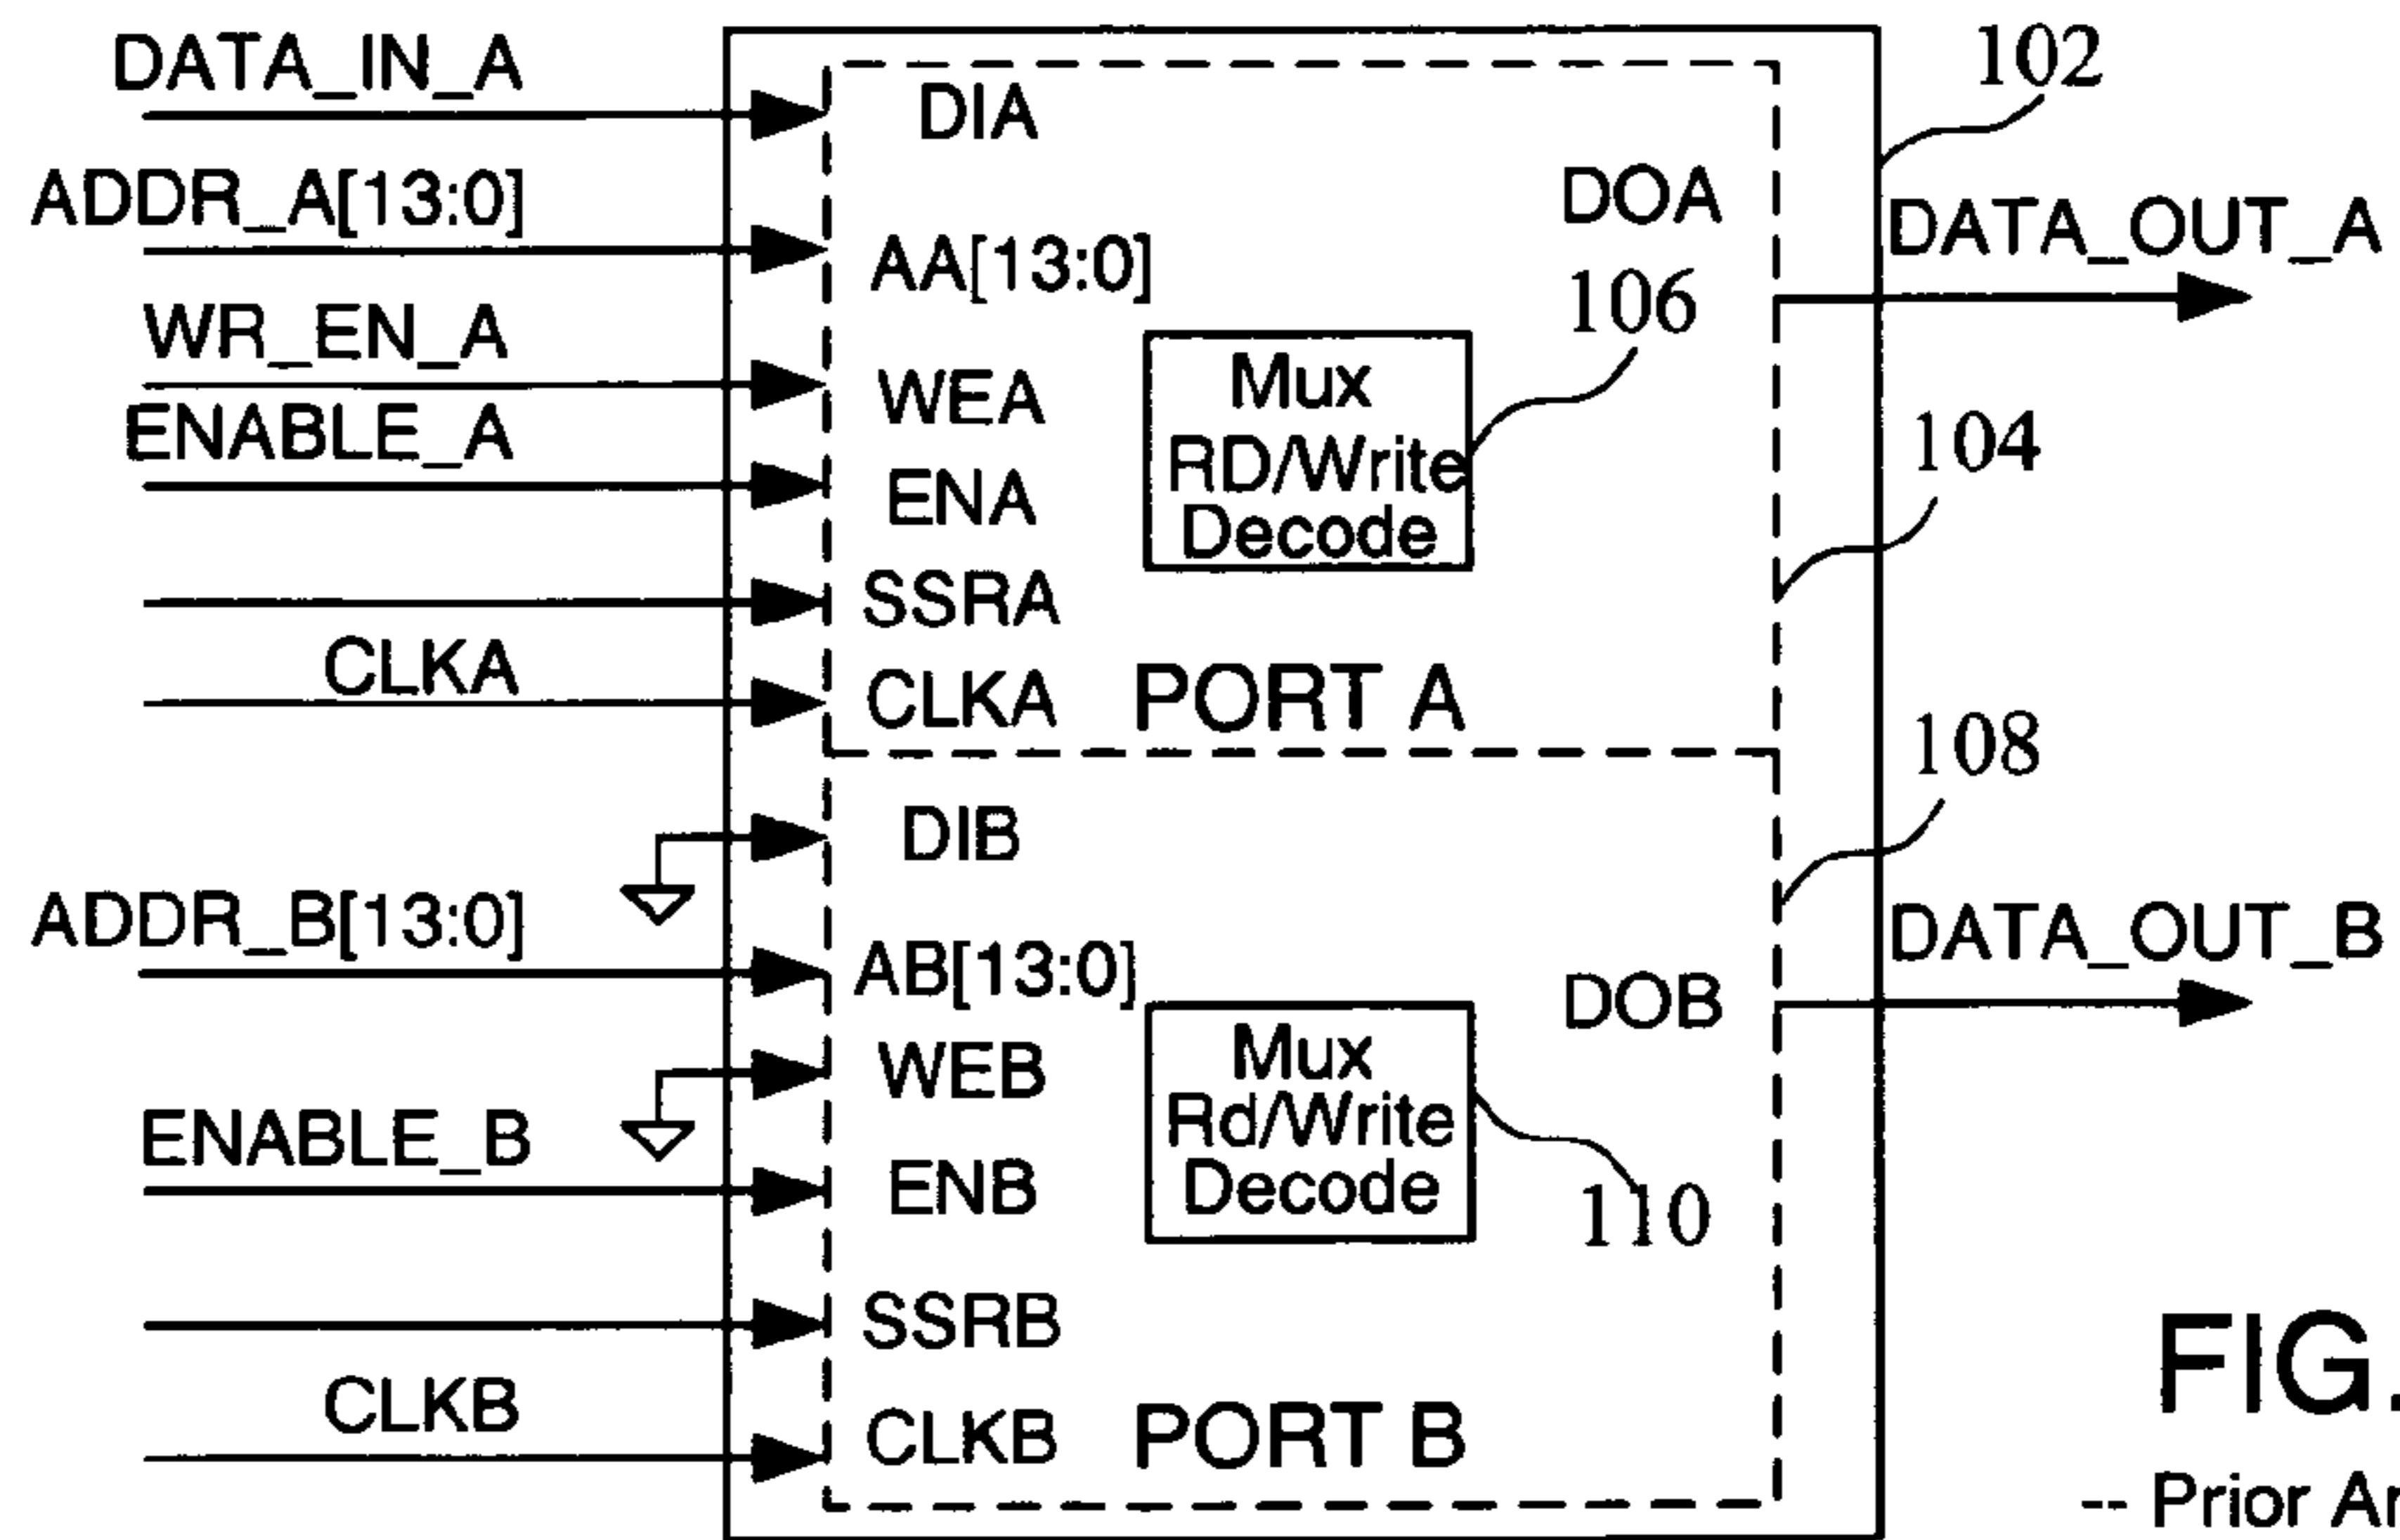 DATA_IN_A
102
DIA
ADDR_A[13:0]
DOA
DATA_OUT_A
AA[13:0]
106
WR_EN_A
Mux
RD/Write
Decode
WEA
ENABLE_A
104
ENA
SSRA
CLKA
CLKA
PORT A
108
DIB
ADDR_B[13:0]
DATA_OUT_B
AB[13:0]
DOB
Mux
Rd/Write
Decode
WEB
ENABLE_B
ENB
110
SSRB
CLKB
CLKB
PORT B
FIG.
-- Prior